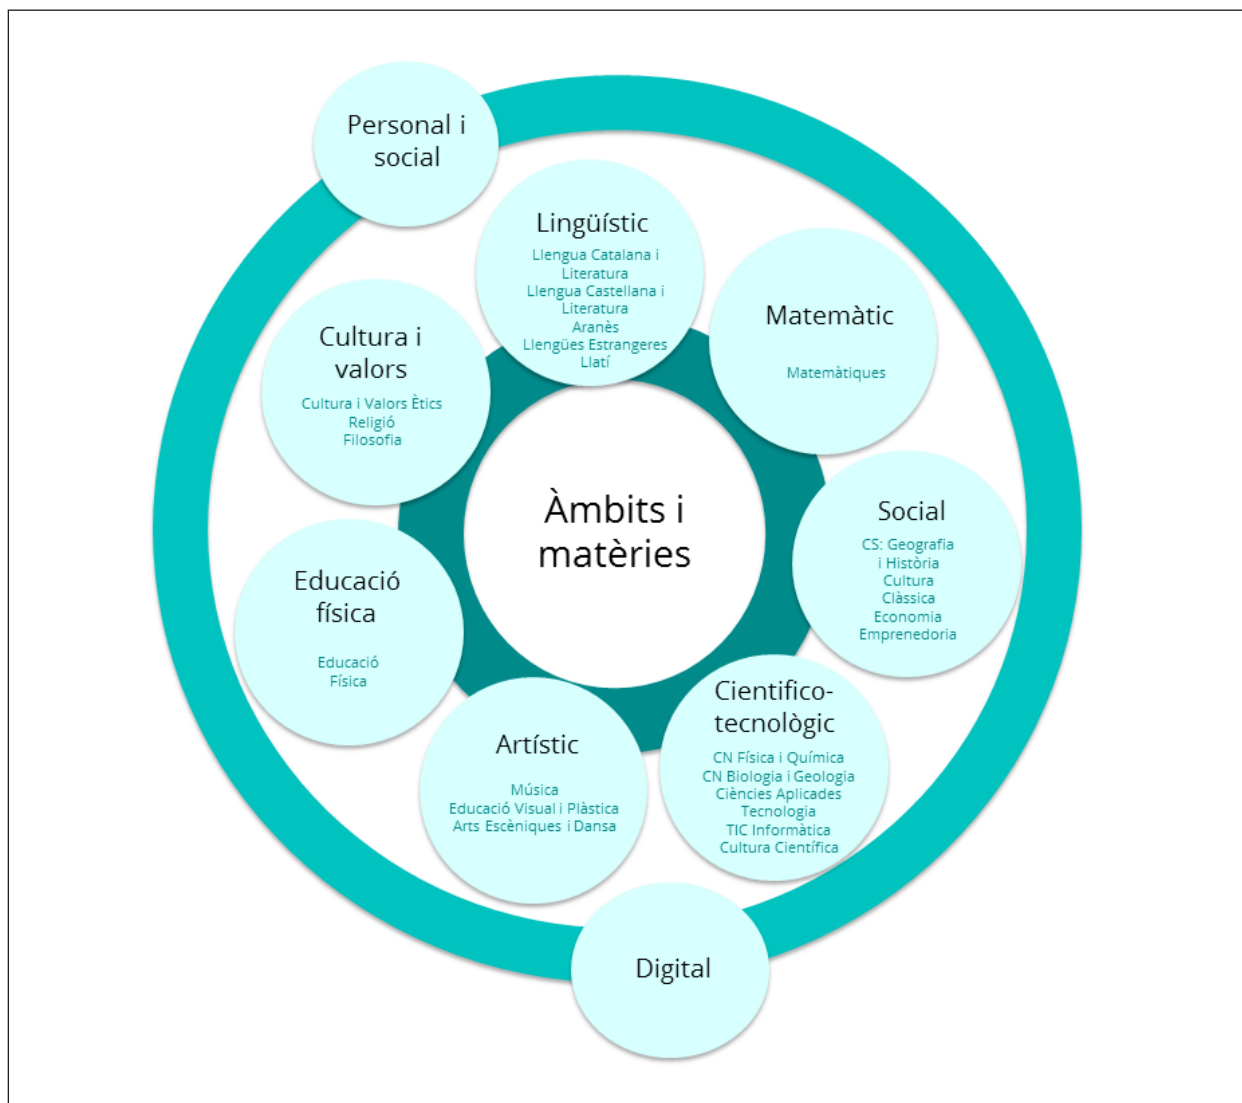 Personal i
social
Lingüístic
Llengua Catalana i
Literatura
Llengua Castellana i
Literatura
Aranès
Llengües Estrangeres
Llatí
Matemàtic
Matemàtiques
Cultura i
valors
Cultura i Valors Ètics
Religió
Filosofia
Àmbits i
matèries
Social
CS: Geografia
i Història
Cultura
Clàssica
Economia
Emprenedoria
Educació
física
Educació
Física
Cientifico-
tecnològic
CN Física i Química
CN Biologia i Geologia
Ciències Aplicades
Tecnologia
TIC Informàtica
Cultura Científica
Artístic
Música
Educació Visual i Plàstica
Arts Escèniques i Dansa
Digital